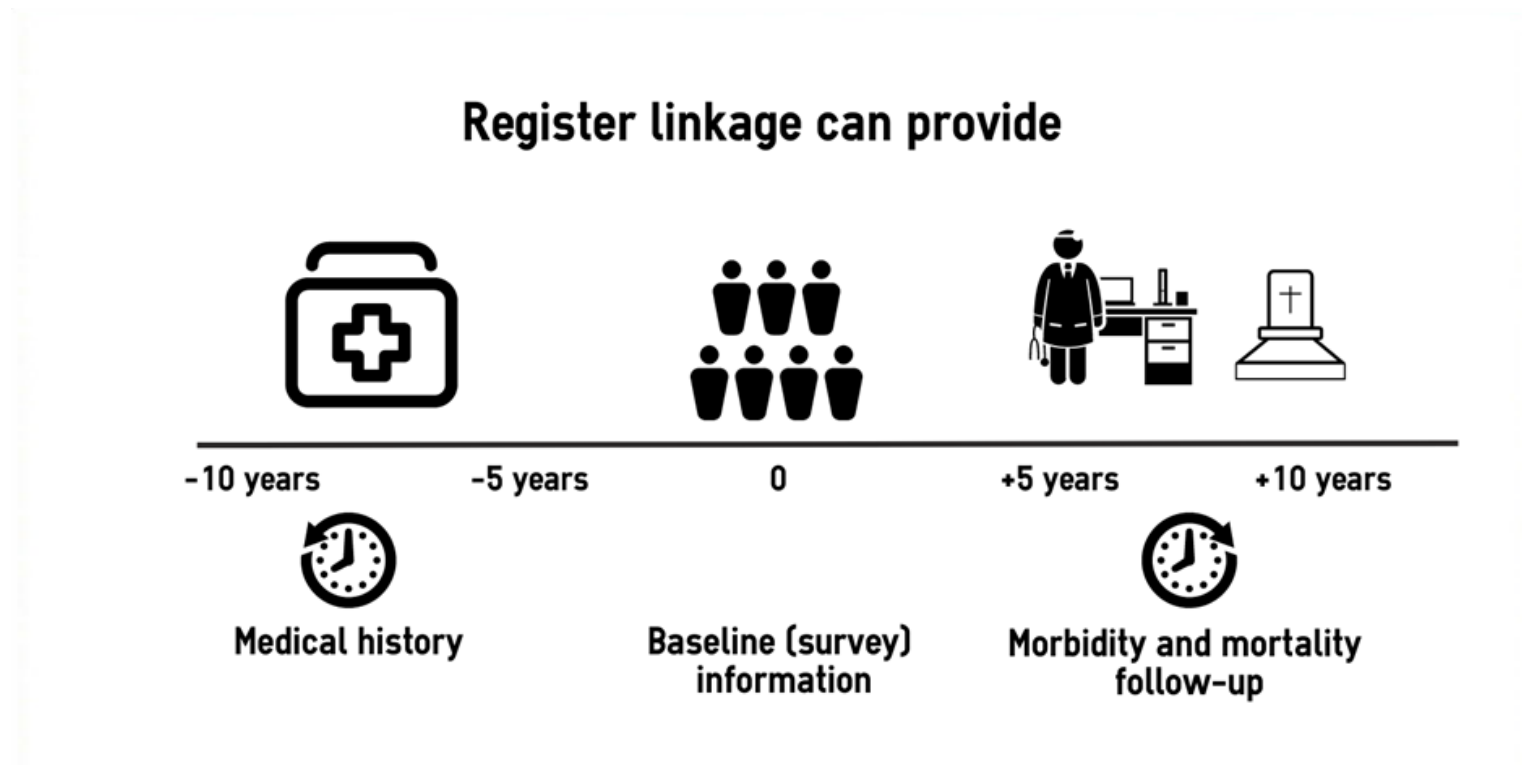 Register linkage can provide
-10 years
-5 years
0
+5 years
+10 years
Medical history
Baseline (survey)
information
Morbidity and mortality
follow-up